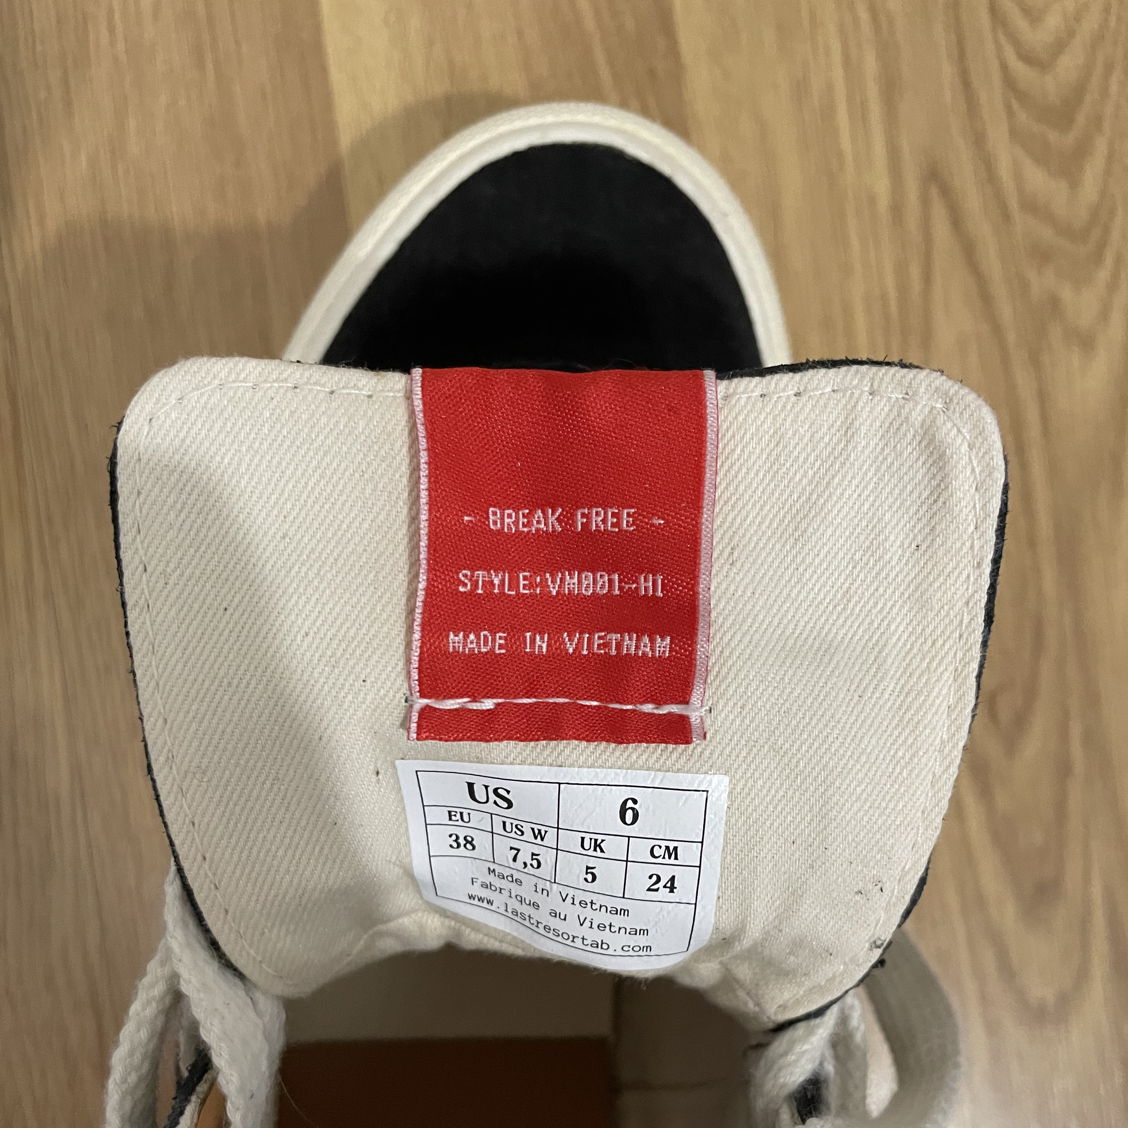 - BREAK FREE -
STYLE:VM001-HI
MADE IN VIETNAM
US 6
EU US W UK CM
38 7,5 5 24
Made in Vietnam
Fabrique au Vietnam
www.lastresortab.com